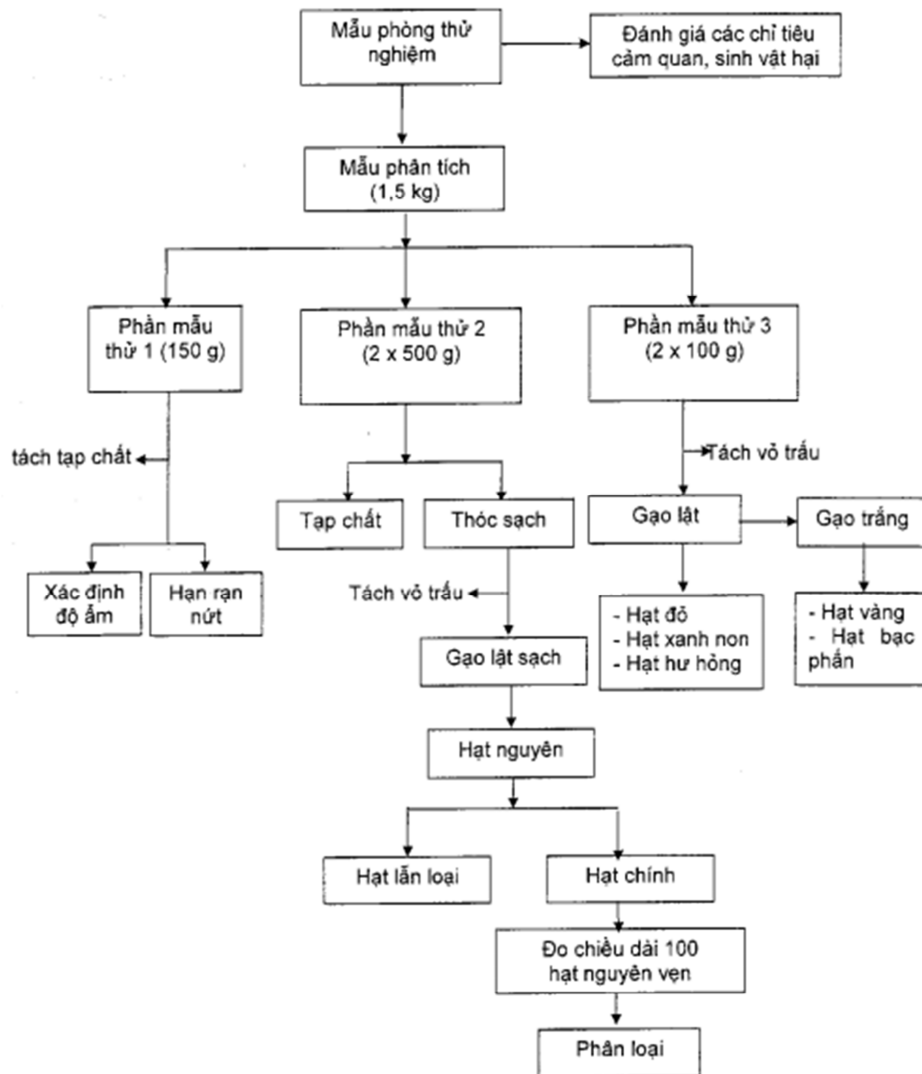 Mẫu phòng thử
nghiệm
Đánh giá các chỉ tiêu
cảm quan, sinh vật hại
Mẫu phân tích
(1,5 kg)
Phần mẫu
thử 1 (150 g)
Phần mẫu thử 2
(2 x 500 g)
Phần mẫu thử 3
(2 x 100 g)
tách tạp chất
Tách vỏ trấu
Tạp chất
Thóc sạch
Gạo lật
Gạo trắng
Xác định
độ ẩm
Hạn rạn
nứt
Tách vỏ trấu
- Hạt đỏ
- Hạt xanh non
- Hạt hư hỏng
- Hạt vàng
- Hạt bạc
phấn
Gạo lật sạch
Hạt nguyên
Hạt lẫn loại
Hạt chính
Đo chiều dài 100
hạt nguyên vẹn
Phân loại